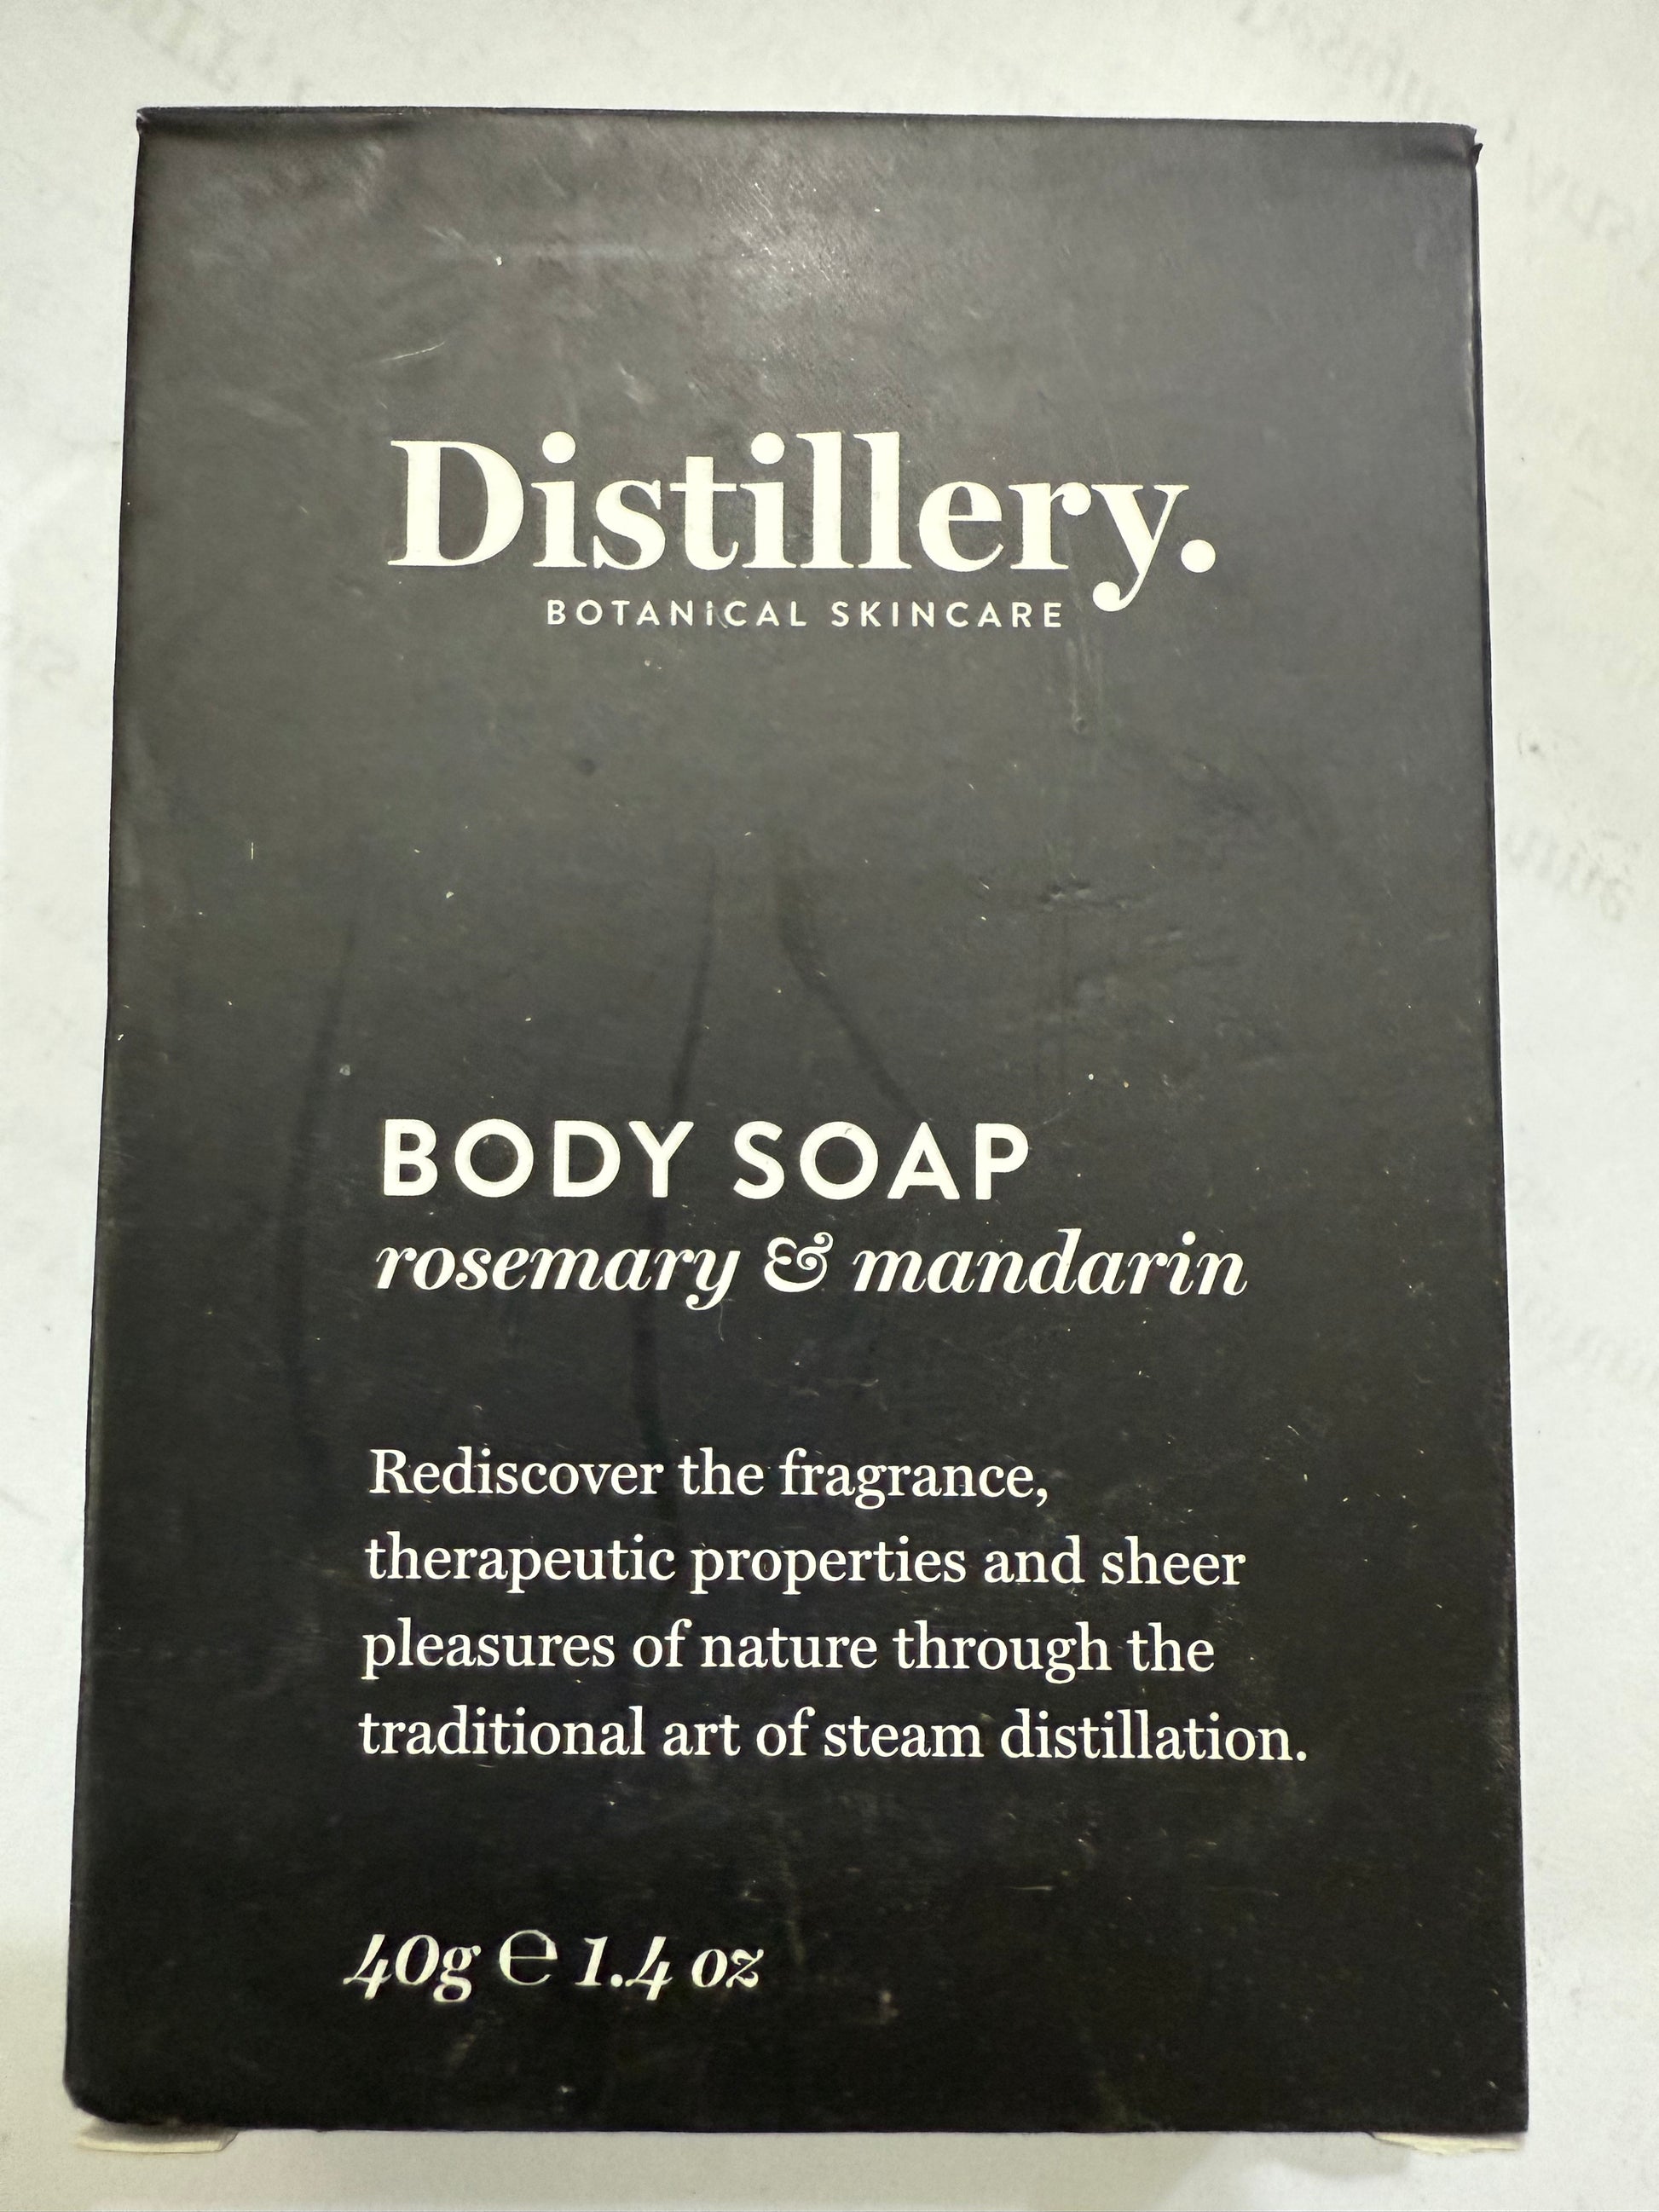 Distillery.
BOTANICAL SKINCARE
BODY SOAP
rosemary & mandarin
Rediscover the fragrance,
therapeutic properties and sheer
pleasures of nature through the
traditional art of steam distillation.
40g ℮ 1.4 oz